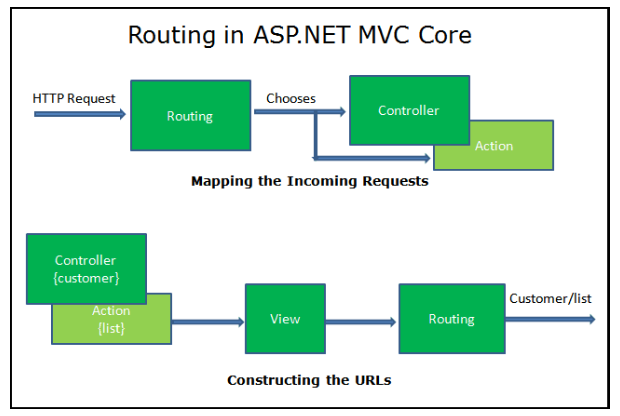 Routing in ASP.NET MVC Core
HTTP Request
Routing
Chooses
Controller
Action
Mapping the Incoming Requests
Controller
{customer}
Action
{list}
View
Routing
Customer/list
Constructing the URLs